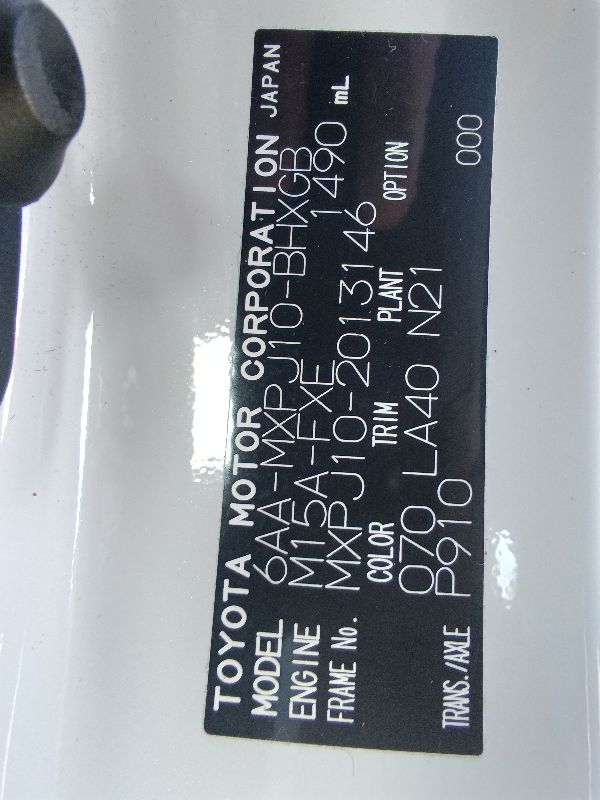 TOYOTA MOTOR CORPORATION JAPAN
MODEL 6AA-MXPJ10-BHXGB
ENGINE M15A-FXE 1490 mL
FRAME No. MXPJ10-2013146
COLOR TRIM PLANT OPTION
070 LA40 N21
TRANS./AXLE P910 000